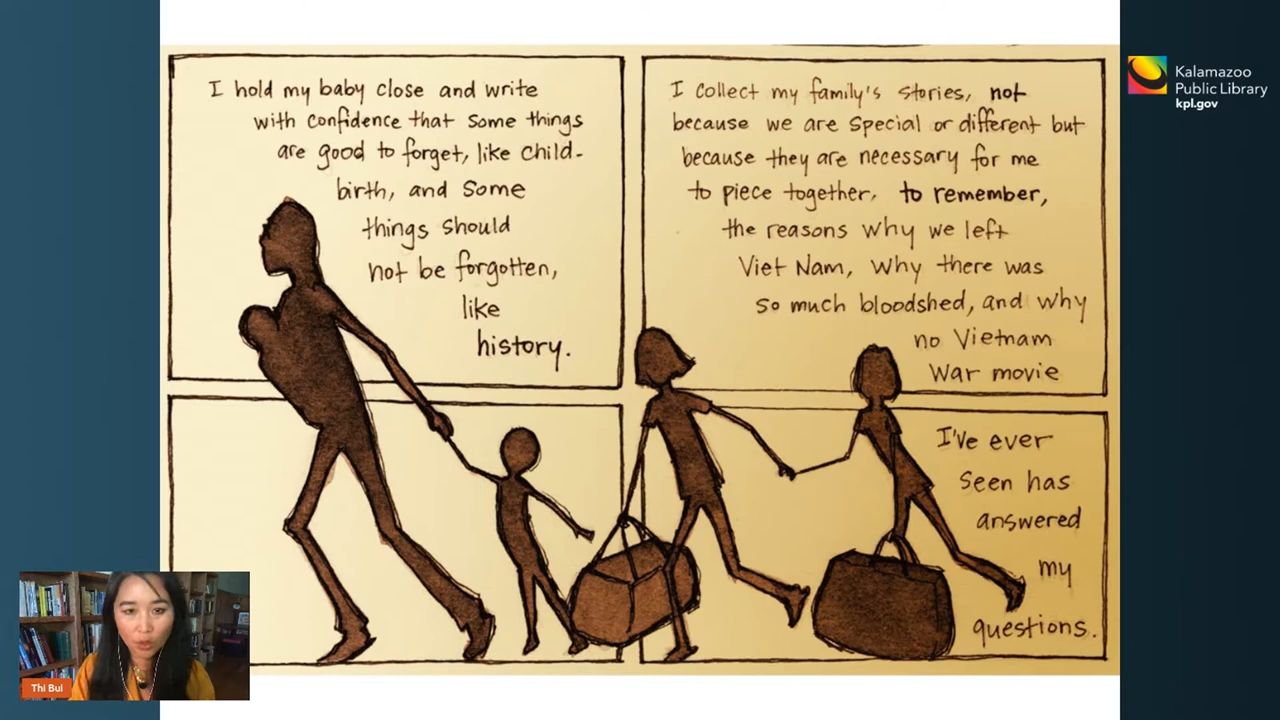 I hold my baby close and write
with confidence that some things
are good to forget, like child-
birth, and some
things should
not be forgotten,
like
history.
I collect my family's stories, not
because we are special or different but
because they are necessary for me
to piece together, to remember,
the reasons why we left
Viet Nam, why there was
so much bloodshed, and why
no Vietnam
War movie
I've ever
seen has
answered
my
questions.
Kalamazoo
Public Library
kpl.gov
Thi Bui